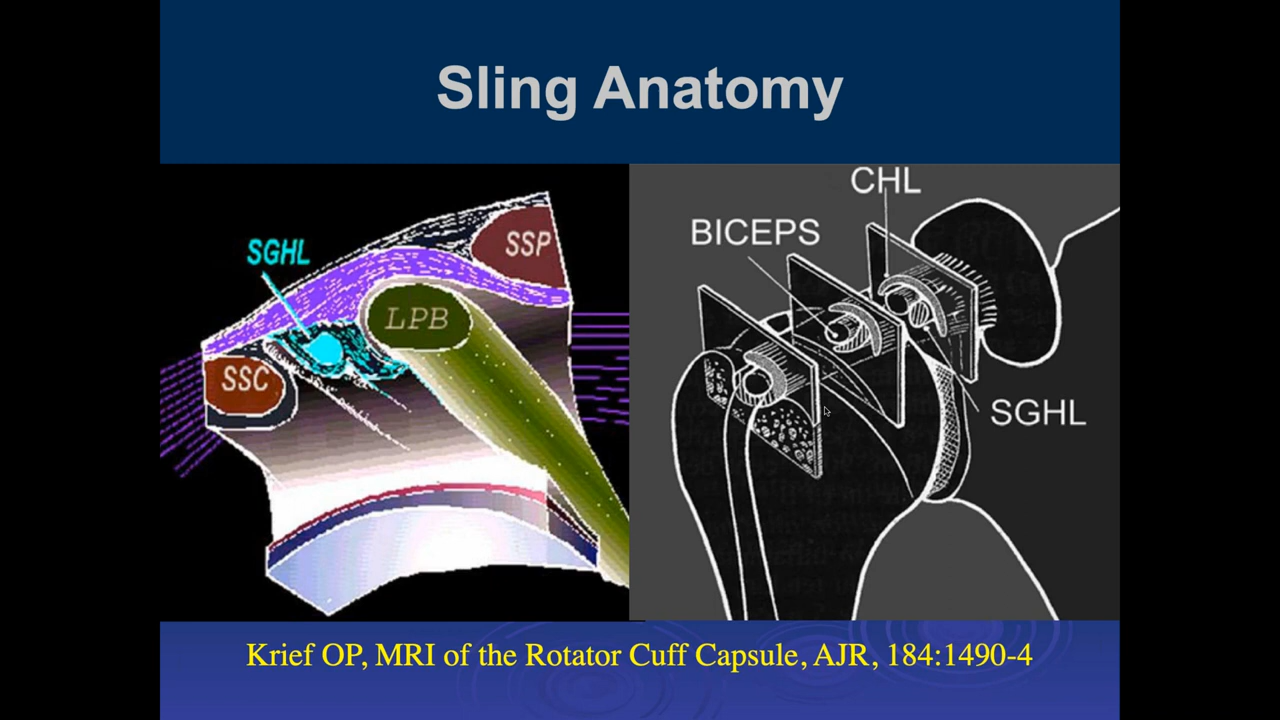 Sling Anatomy
SGHL
SSP
LPB
SSC
CHL
BICEPS
SGHL
Krief OP, MRI of the Rotator Cuff Capsule, AJR, 184:1490-4